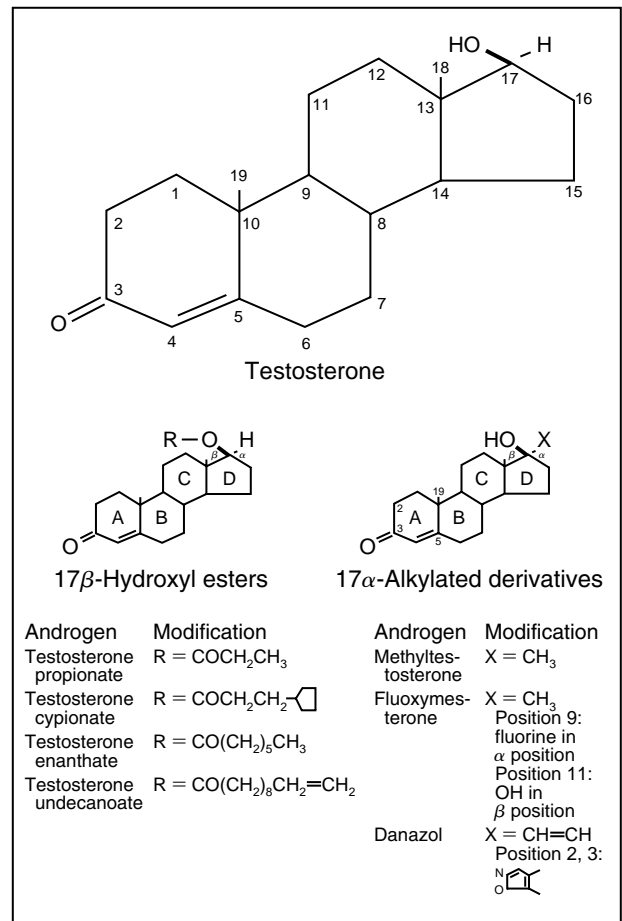 HO H
18
12 17
16
11 13
19
1 9 14 15
2 10 8
3 5 7
O
4 6
Testosterone
R — O H
β α
C D
A B
O
17β-Hydroxyl esters
HO X
β α
C D
19
2 A B
3
O 5
17α-Alkylated derivatives
Androgen Modification
Testosterone propionate R = COCH₂CH₃
Testosterone cypionate R = COCH₂CH₂
Testosterone enanthate R = CO(CH₂)₅CH₃
Testosterone undecanoate R = CO(CH₂)₈CH₂=CH₂
Androgen Modification
Methyltes-
tosterone X = CH₃
Fluoxymes-
terone X = CH₃
Position 9:
fluorine in
α position
Position 11:
OH in
β position
Danazol X = CH=CH
Position 2, 3:
N
O